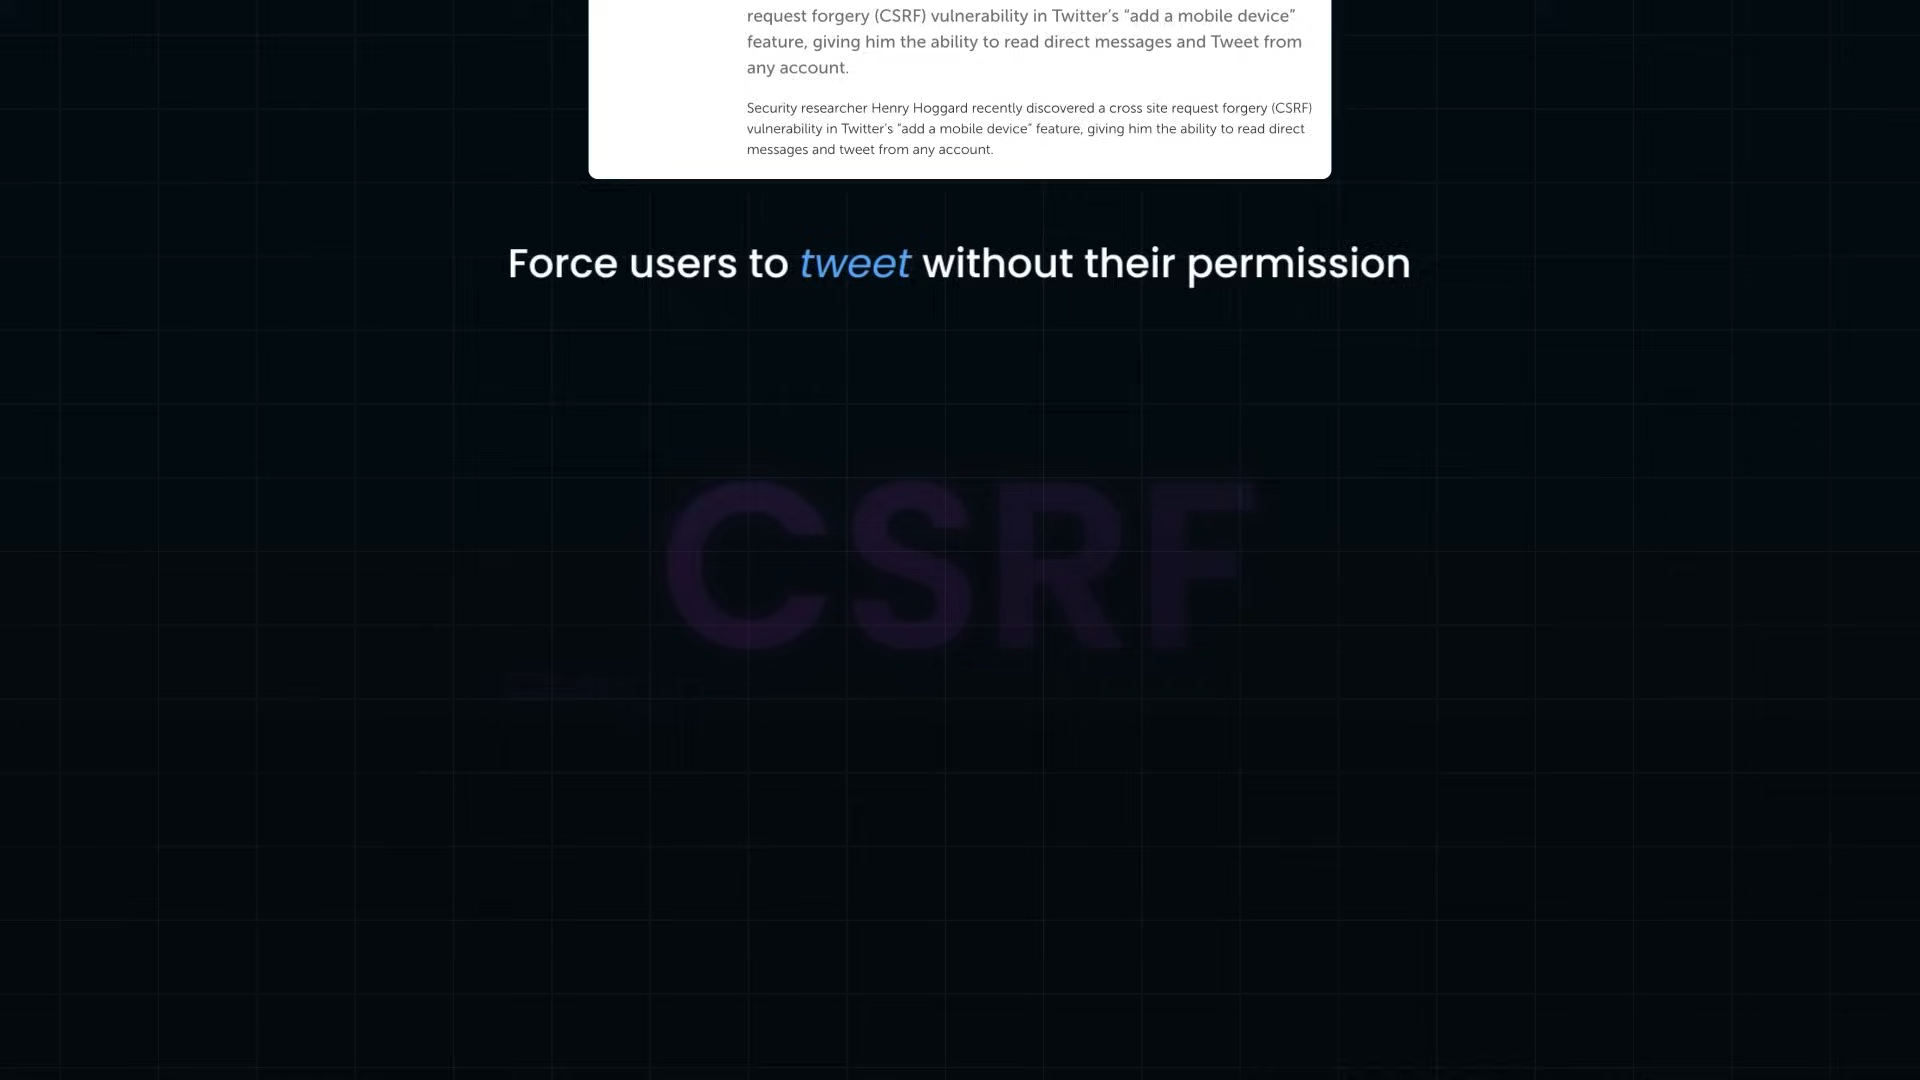 request forgery (CSRF) vulnerability in Twitter’s “add a mobile device”
feature, giving him the ability to read direct messages and Tweet from
any account.
Security researcher Henry Hoggard recently discovered a cross site request forgery (CSRF)
vulnerability in Twitter’s “add a mobile device” feature, giving him the ability to read direct
messages and tweet from any account.
Force users to tweet without their permission
CSRF